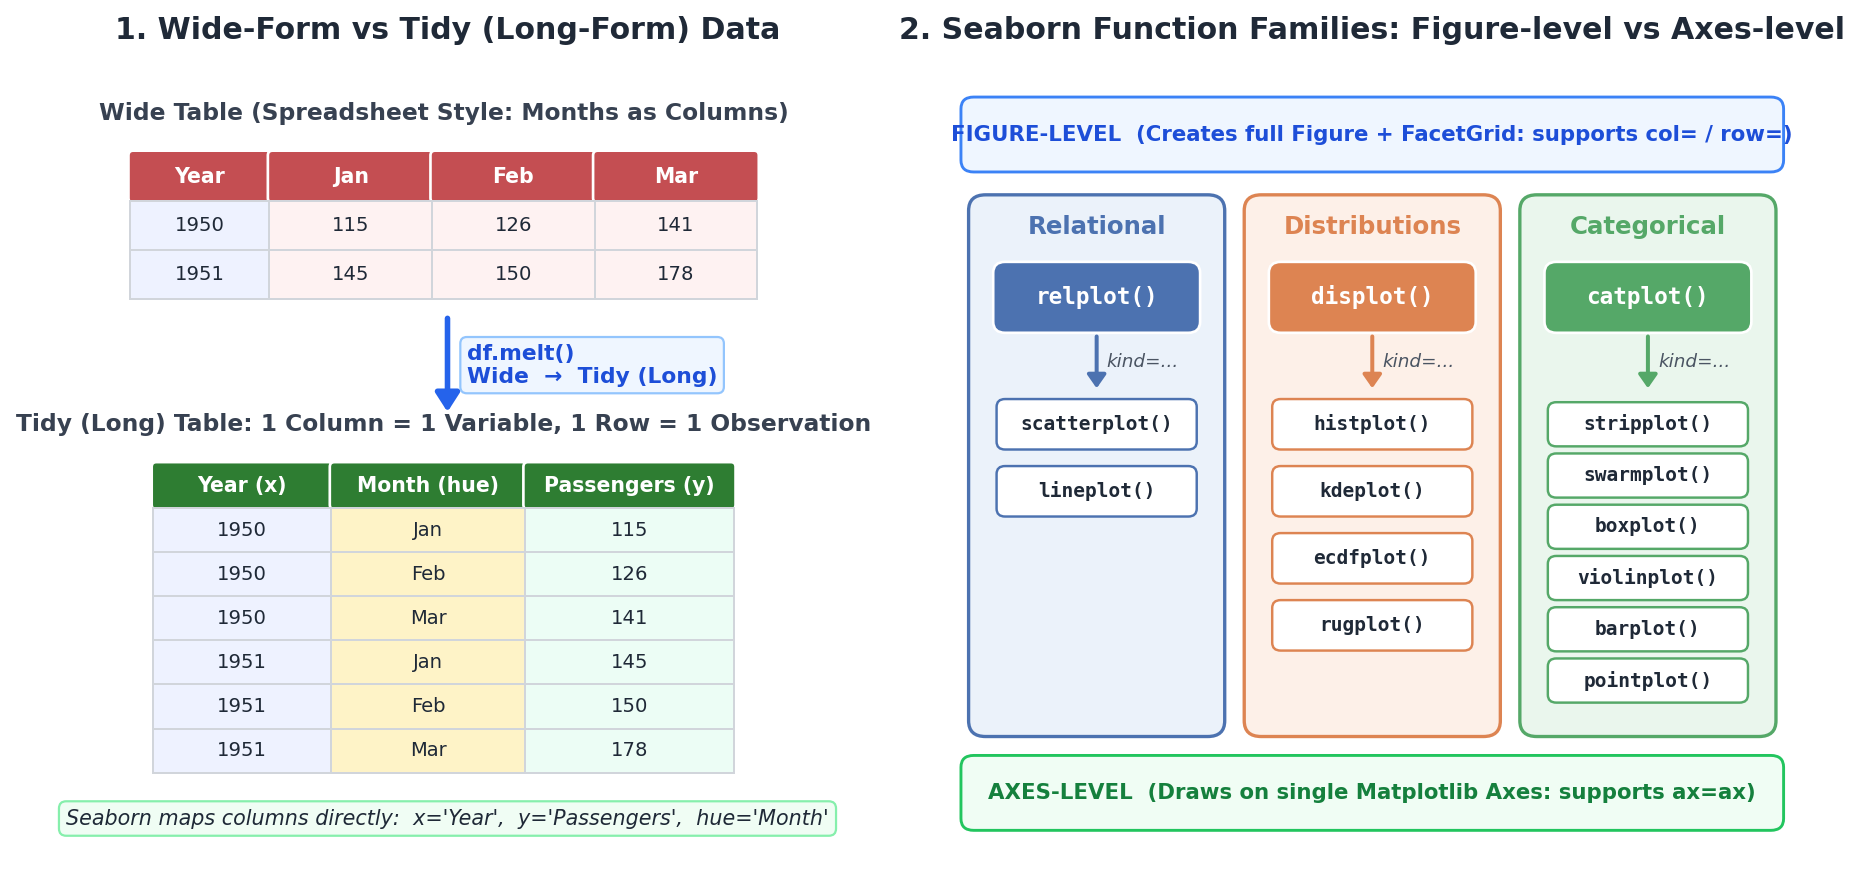 1. Wide-Form vs Tidy (Long-Form) Data
Wide Table (Spreadsheet Style: Months as Columns)
Year Jan Feb Mar
1950 115 126 141
1951 145 150 178
df.melt()
Wide → Tidy (Long)
Tidy (Long) Table: 1 Column = 1 Variable, 1 Row = 1 Observation
Year (x) Month (hue) Passengers (y)
1950 Jan 115
1950 Feb 126
1950 Mar 141
1951 Jan 145
1951 Feb 150
1951 Mar 178
Seaborn maps columns directly: x='Year', y='Passengers', hue='Month'
2. Seaborn Function Families: Figure-level vs Axes-level
FIGURE-LEVEL (Creates full Figure + FacetGrid: supports col= / row=)
Relational
relplot()
kind=...
scatterplot()
lineplot()
Distributions
displot()
kind=...
histplot()
kdeplot()
ecdfplot()
rugplot()
Categorical
catplot()
kind=...
stripplot()
swarmplot()
boxplot()
violinplot()
barplot()
pointplot()
AXES-LEVEL (Draws on single Matplotlib Axes: supports ax=ax)